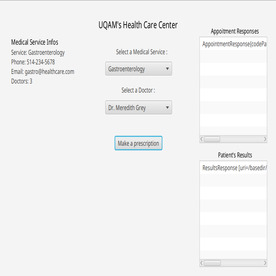 UQAM's Health Care Center
Medical Service Infos
Service: Gastroenterology
Phone: 514-234-5678
Email: gastro@healthcare.com
Doctors: 3
Select a Medical Service :
Gastroenterology
Select a Doctor :
Dr. Meredith Grey
Make a prescription
Appoitment Responses
AppointmentResponse{codePa
Patient's Results
ResultsResponse [uri=/basedir/